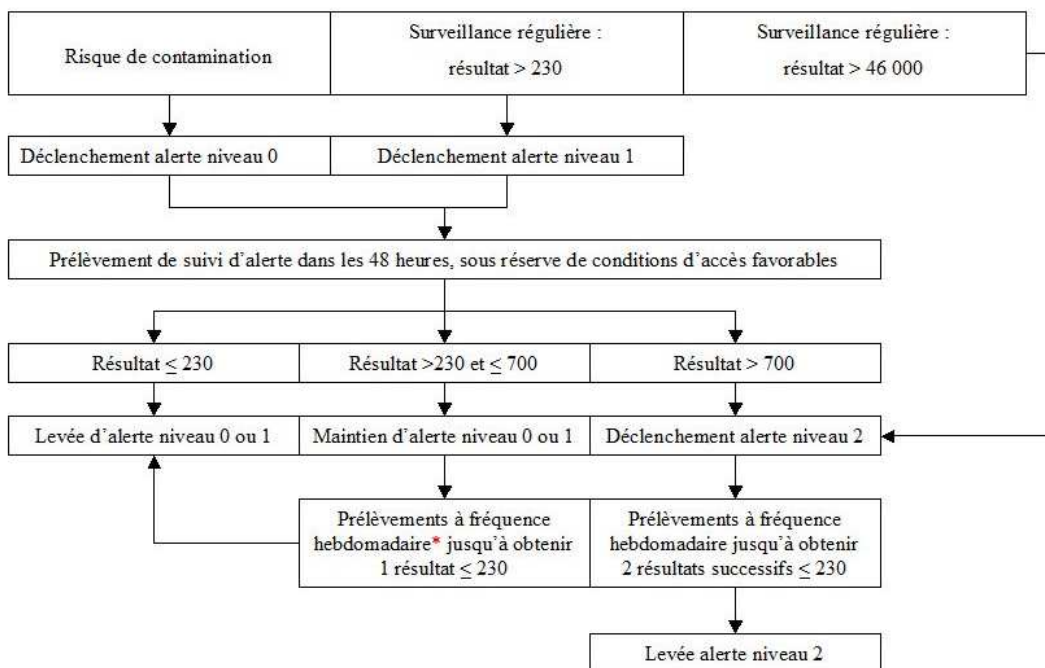 Risque de contamination
Surveillance régulière :
résultat > 230
Surveillance régulière :
résultat > 46 000
Déclenchement alerte niveau 0
Déclenchement alerte niveau 1
Prélèvement de suivi d'alerte dans les 48 heures, sous réserve de conditions d'accès favorables
Résultat ≤ 230
Résultat >230 et ≤ 700
Résultat > 700
Levée d'alerte niveau 0 ou 1
Maintien d'alerte niveau 0 ou 1
Déclenchement alerte niveau 2
Prélèvements à fréquence
hebdomadaire* jusqu'à obtenir
1 résultat ≤ 230
Prélèvements à fréquence
hebdomadaire jusqu'à obtenir
2 résultats successifs ≤ 230
Levée alerte niveau 2